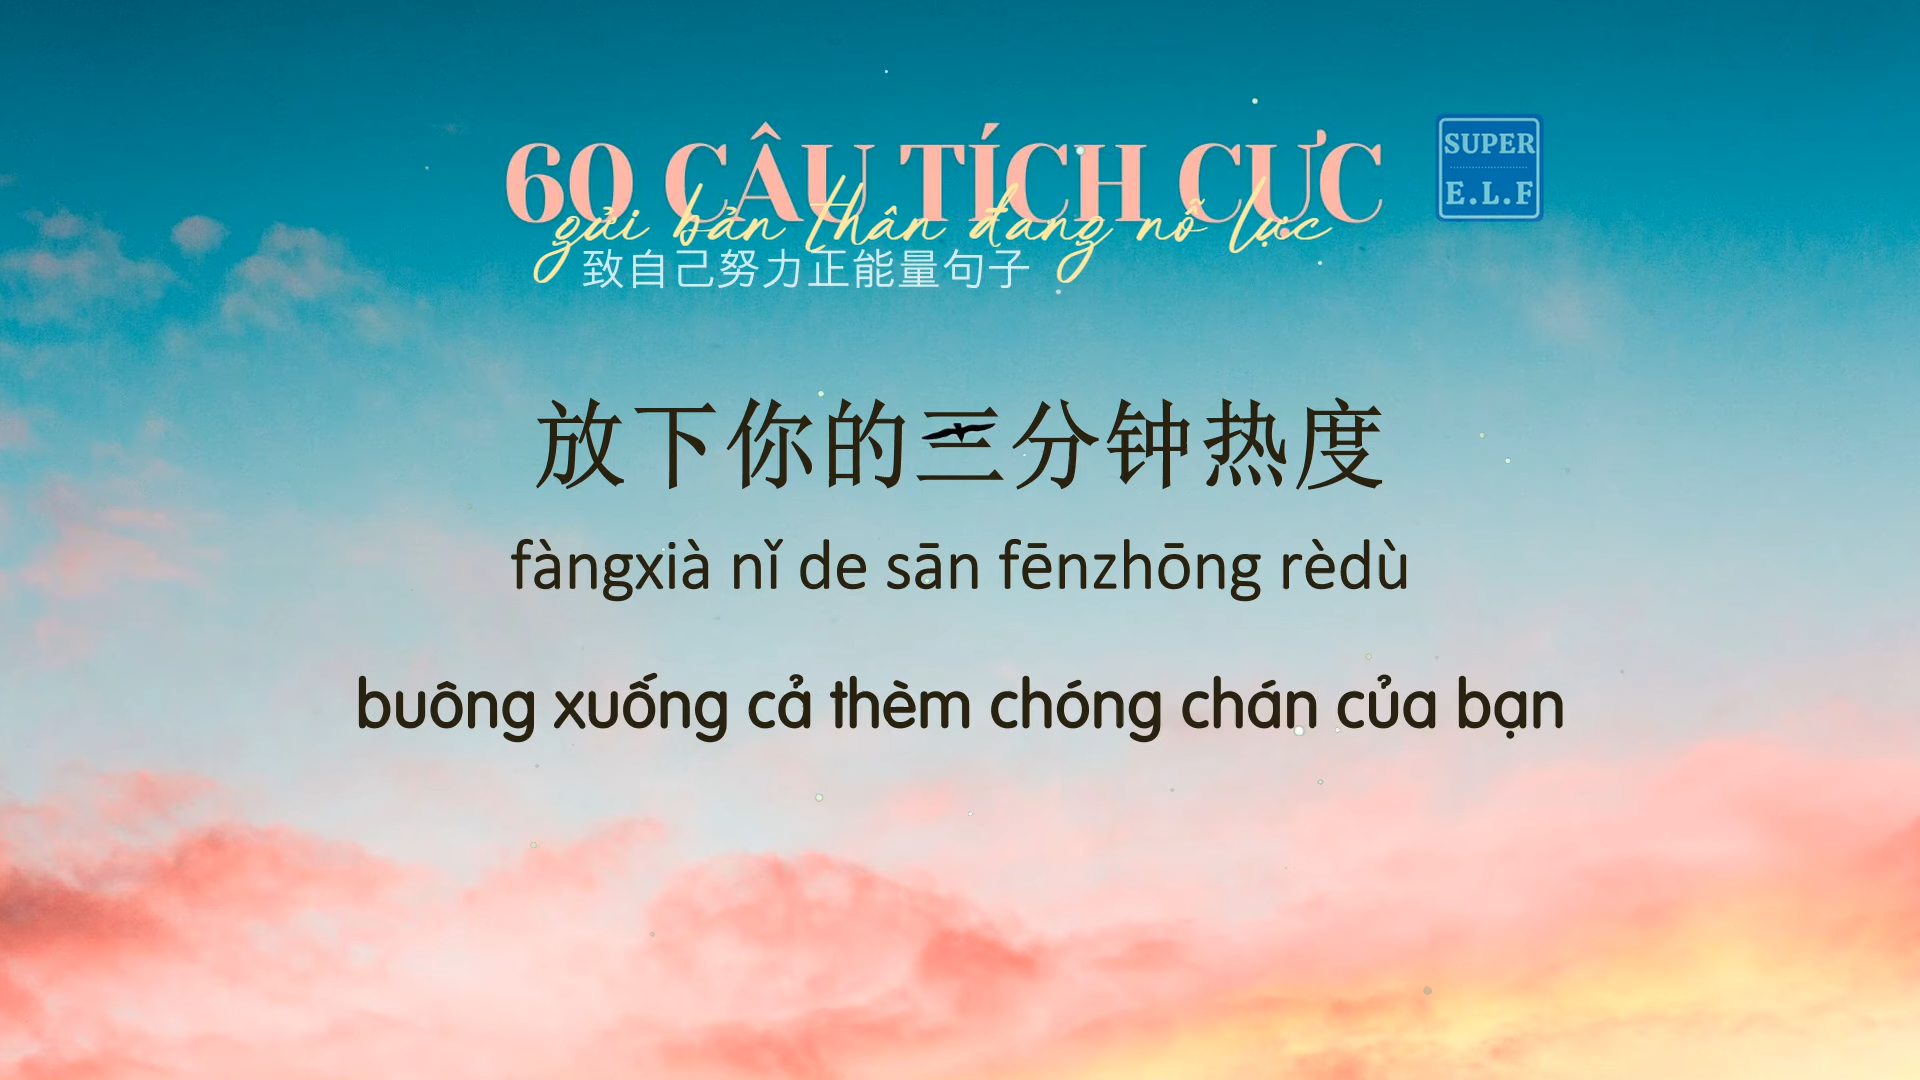 60 CÂU TÍCH CỰC
gửi bản thân đang nỗ lực
致自己努力正能量句子
SUPER
E.L.F
放下你的三分钟热度
fàngxià nǐ de sān fēnzhōng rèdù
buông xuống cả thèm chóng chán của bạn